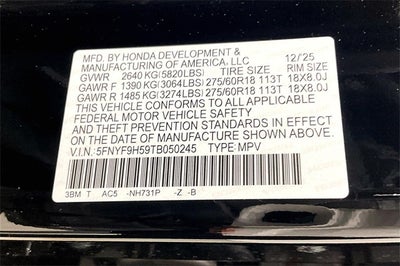 MFD. BY HONDA DEVELOPMENT &
MANUFACTURING OF AMERICA, LLC 12/25
GVWR 2640 KG(5820LBS) TIRE SIZE RIM SIZE
GAWR F 1390 KG(3064LBS) 275/60R18 113T 18X8.0J
GAWR R 1485 KG(3274LBS) 275/60R18 113T 18X8.0J
THIS VEHICLE CONFORMS TO ALL APPLICABLE
FEDERAL MOTOR VEHICLE SAFETY
AND THEFT PREVENTION STANDARDS IN EFFECT
ON THE DATE OF MANUFACTURE SHOWN ABOVE.
V.I.N.: 5FNYF9H59TB050245 TYPE: MPV
3BM T AC5 -NH731P -Z -B